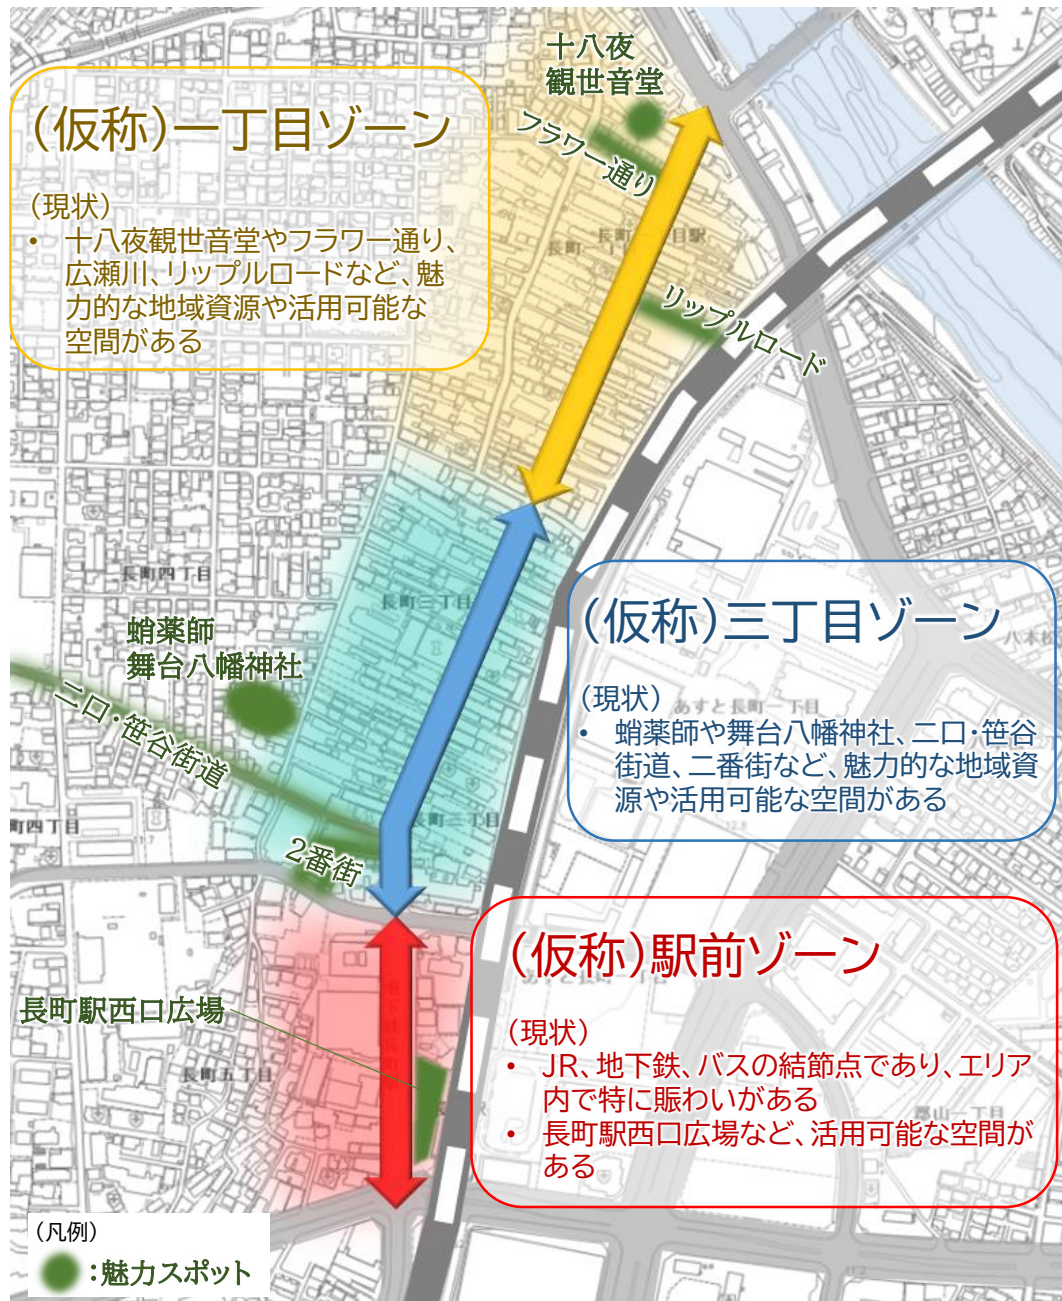 十八夜
観世音堂
(仮称)一丁目ゾーン
フラワー通り
(現状)
• 十八夜観世音堂やフラワー通り、
広瀬川、リップルロードなど、魅
力的な地域資源や活用可能な
空間がある
リップルロード
長町四丁目
長町三丁目
(仮称)三丁目ゾーン
八本松
蛸薬師
舞台八幡神社
(現状)
あすと長町一丁目
• 蛸薬師や舞台八幡神社、二口・笹谷
街道、二番街など、魅力的な地域資
源や活用可能な空間がある
二口・笹谷街道
町四丁目
長町三丁目
12.8
2番街
(仮称)駅前ゾーン
長町駅西口広場
(現状)
• JR、地下鉄、バスの結節点であり、エリア
内で特に賑わいがある
長町五丁目
郡山一丁目
• 長町駅西口広場など、活用可能な空間が
ある
(凡例)
:魅力スポット